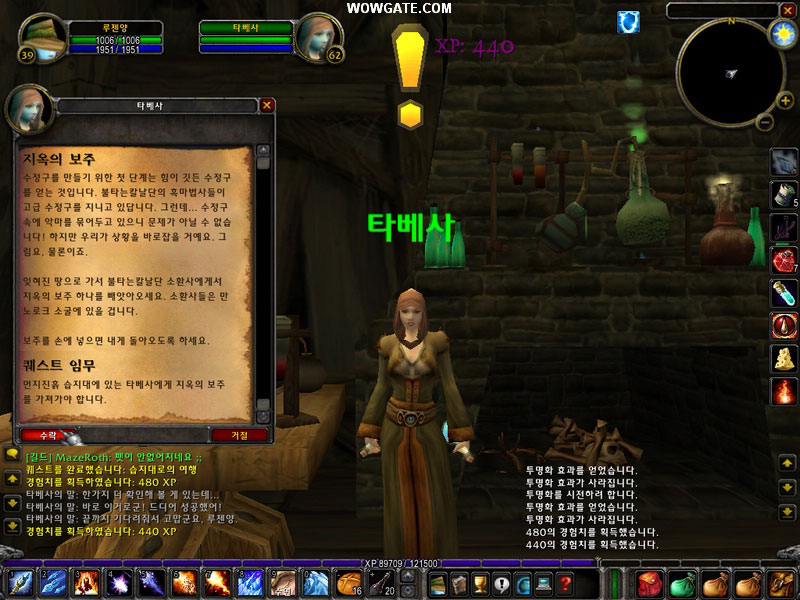 WOWGATE.COM
루젠양
1006 / 1006
1951 / 1951
39
타베사
62
XP: 440
N
타베사
지옥의 보주
수정구를 만들기 위한 첫 단계는 힘이 깃든 수정구
를 얻는 것입니다. 불타는칼날단의 흑마법사들이
고급 수정구를 지니고 있답니다. 그런데... 수정구
속에 악마를 묶어두고 있으니 문제가 아닐 수 없습
니다! 하지만 우리가 상황을 바로잡을 거예요. 그
럼요, 물론이죠.
잊혀진 땅으로 가서 불타는칼날단 소환사에게서
지옥의 보주 하나를 빼앗아오세요. 소환사들은 만
노로크 소굴에 있을 겁니다.
보주를 손에 넣으면 내게 돌아오도록 하세요.
퀘스트 임무
먼지진흙 습지대에 있는 타베사에게 지옥의 보주
를 가져가야 합니다.
수락
거절
타베사
5
7
[길드] MazeRoth: 펫이 안없어지네요 ;;
퀘스트를 완료했습니다: 습지대로의 여행
경험치를 획득하였습니다: 480 XP
타베사의 말: 한가지 더 확인해 볼 게 있는데...
타베사의 말: 바로 이거로군! 드디어 성공했어!
타베사의 말: 끝까지 기다려줘서 고맙군요, 루젠양.
경험치를 획득하였습니다: 440 XP
투명화 효과를 얻었습니다.
투명화 효과가 사라집니다.
투명화를 시전하려 합니다.
투명화 효과를 얻었습니다.
투명화 효과가 사라집니다.
480의 경험치를 획득했습니다.
440의 경험치를 획득했습니다.
XP 89709 / 121500
16
20